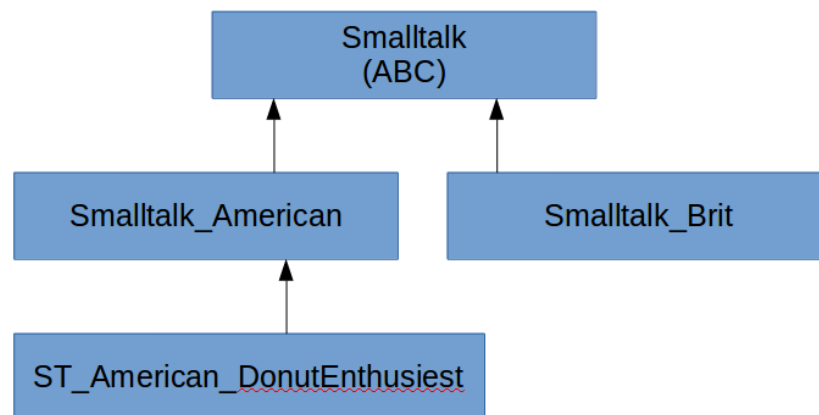 Smalltalk
(ABC)
Smalltalk_American
Smalltalk_Brit
ST_American_DonutEnthusiest